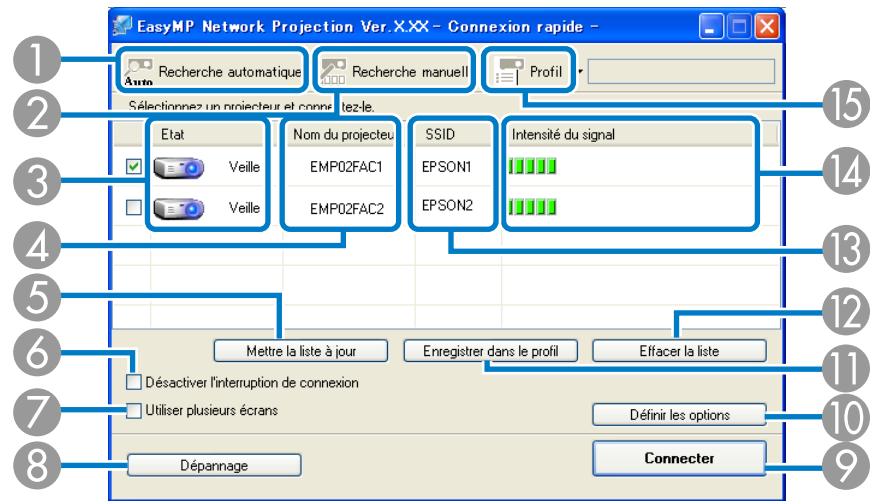 EasyMP Network Projection Ver.X.XX - Connexion rapide -
1 Auto Recherche automatique Recherche manuell Profil
2 Sélectionnez un projecteur et connectez-le. 15
Etat Nom du projecteu SSID Intensité du signal
3 Veille EMP02FAC1 EPSON1 14
Veille EMP02FAC2 EPSON2
4 13
5 12
6 Mettre la liste à jour Enregistrer dans le profil Effacer la liste 11
Désactiver l'interruption de connexion
7 Utiliser plusieurs écrans Définir les options 10
8 Dépannage Connecter 9